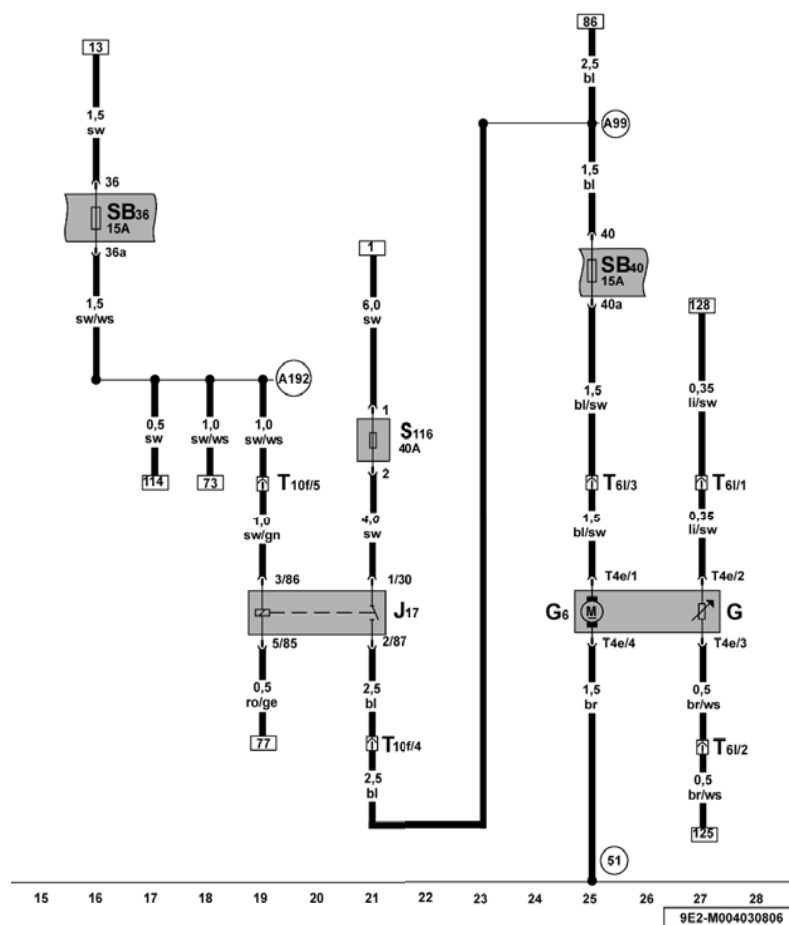 13
86
2,5
bl
A99
1,5
sw
1,5
bl
36
SB36
15A
36a
40
SB40
15A
40a
1
128
1,5
sw/ws
6,0
sw
A192
1,5
bl/sw
0,35
li/sw
0,5
sw
1,0
sw/ws
1,0
sw/ws
1
S116
40A
2
114
73
T10f/5
T6l/3
T6l/1
1,0
sw/gn
4,0
sw
1,5
bl/sw
0,35
li/sw
3/86
1/30
T4e/1
T4e/2
J17
G6
M
G
5/85
2/87
T4e/4
T4e/3
0,5
ro/ge
2,5
bl
1,5
br
0,5
br/ws
77
T10f/4
T6l/2
2,5
bl
0,5
br/ws
125
51
15 16 17 18 19 20 21 22 23 24 25 26 27 28
9E2-M004030806